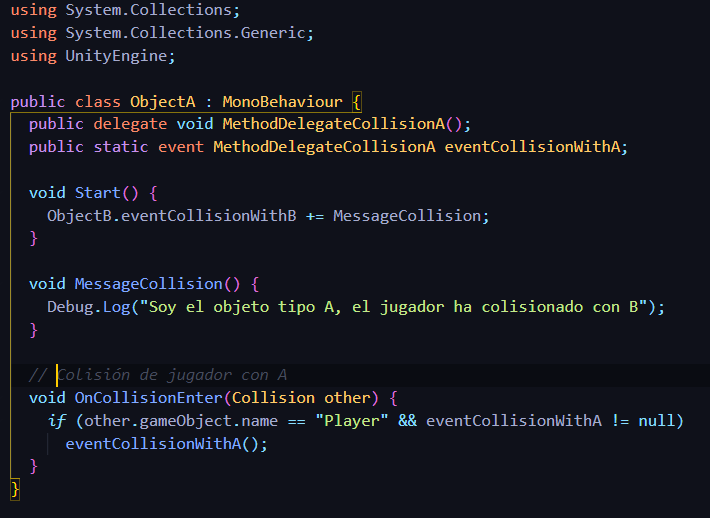 using System.Collections;
using System.Collections.Generic;
using UnityEngine;
public class ObjectA : MonoBehaviour {
public delegate void MethodDelegateCollisionA();
public static event MethodDelegateCollisionA eventCollisionWithA;
void Start() {
ObjectB.eventCollisionWithB += MessageCollision;
}
void MessageCollision() {
Debug.Log("Soy el objeto tipo A, el jugador ha colisionado con B");
}
// Colisión de jugador con A
void OnCollisionEnter(Collision other) {
if (other.gameObject.name == "Player" && eventCollisionWithA != null)
eventCollisionWithA();
}
}